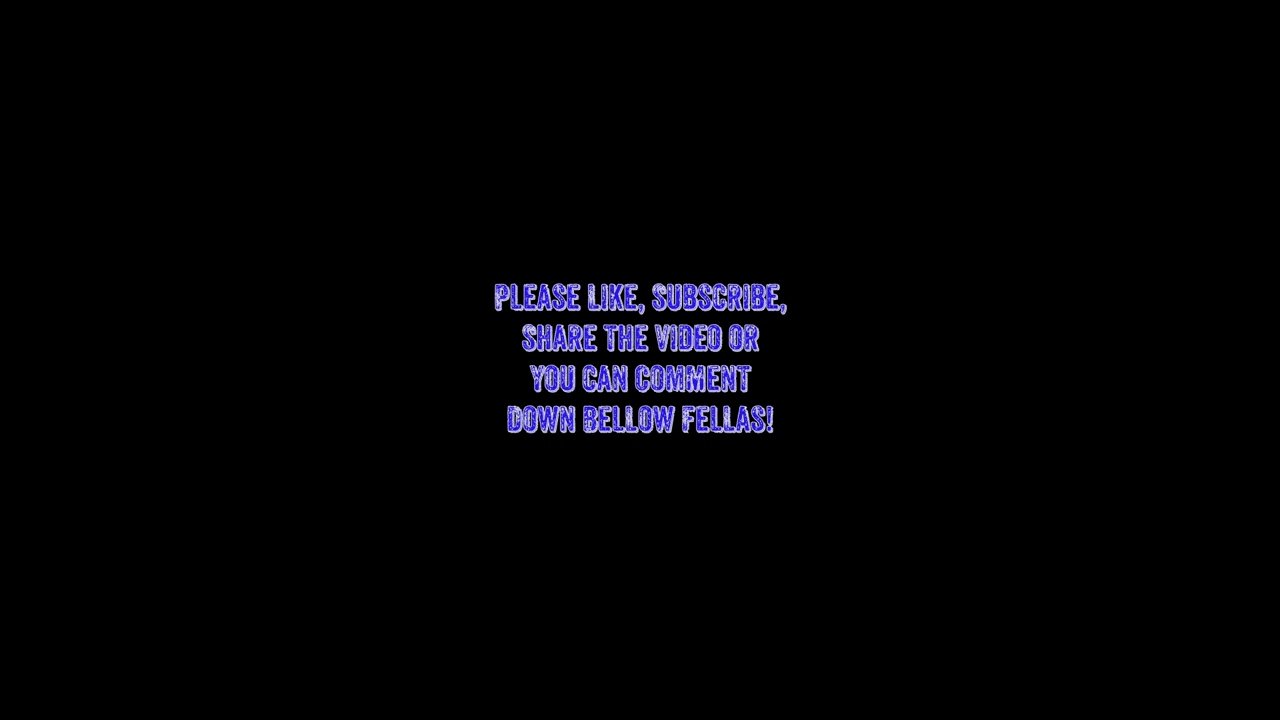 PLEASE LIKE, SUBSCRIBE,
SHARE THE VIDEO OR
YOU CAN COMMENT
DOWN BELLOW FELLAS!